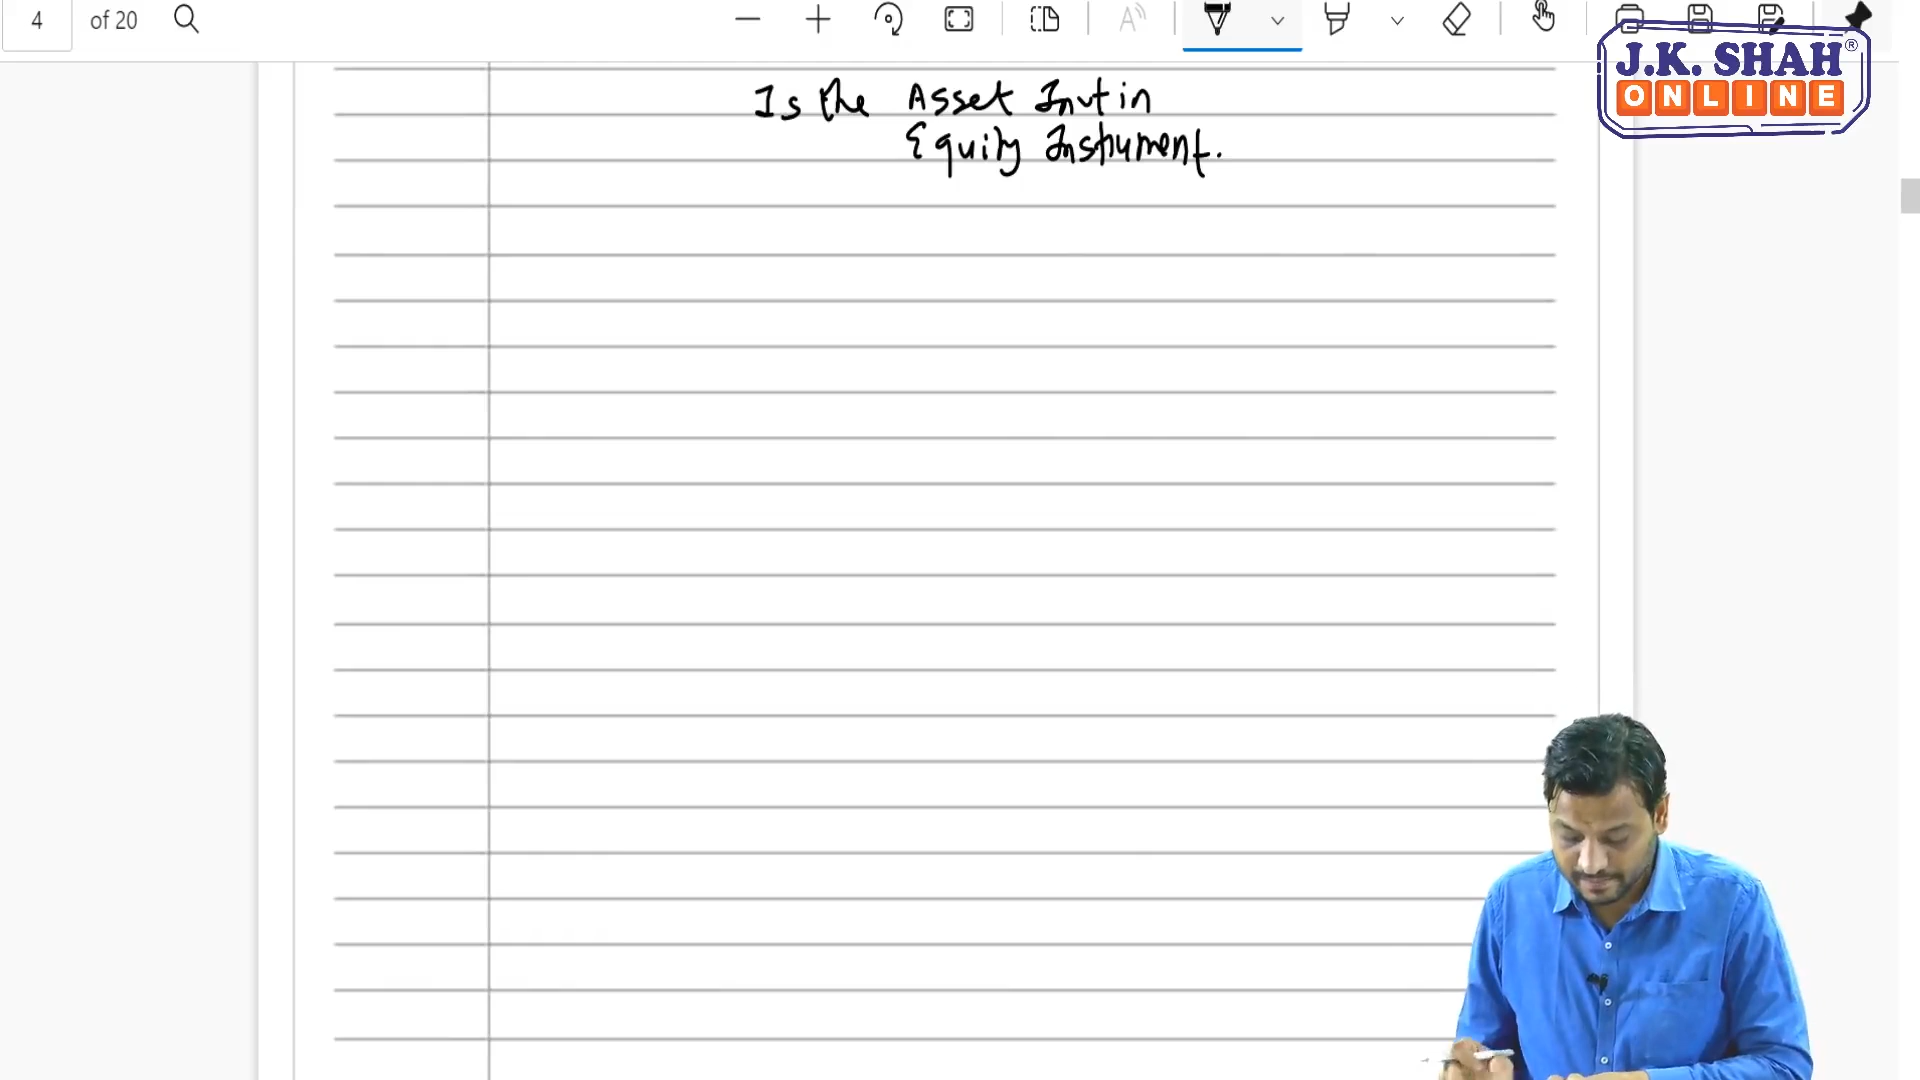 4 of 20
J.K. SHAH®
ONLINE
Is the Asset Invt in
Equity Instrument.